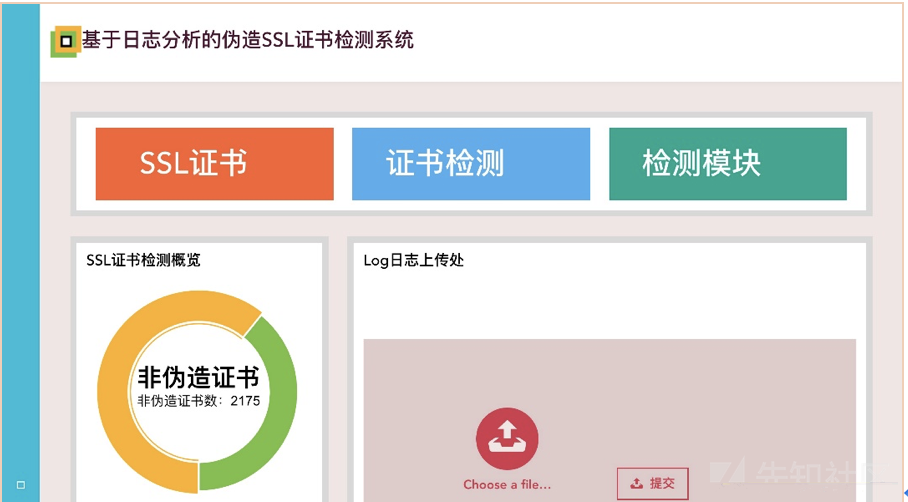 基于日志分析的伪造SSL证书检测系统
SSL证书
证书检测
检测模块
SSL证书检测概览
Log日志上传处
非伪造证书
非伪造证书数：2175
Choose a file...
提交
先知社区